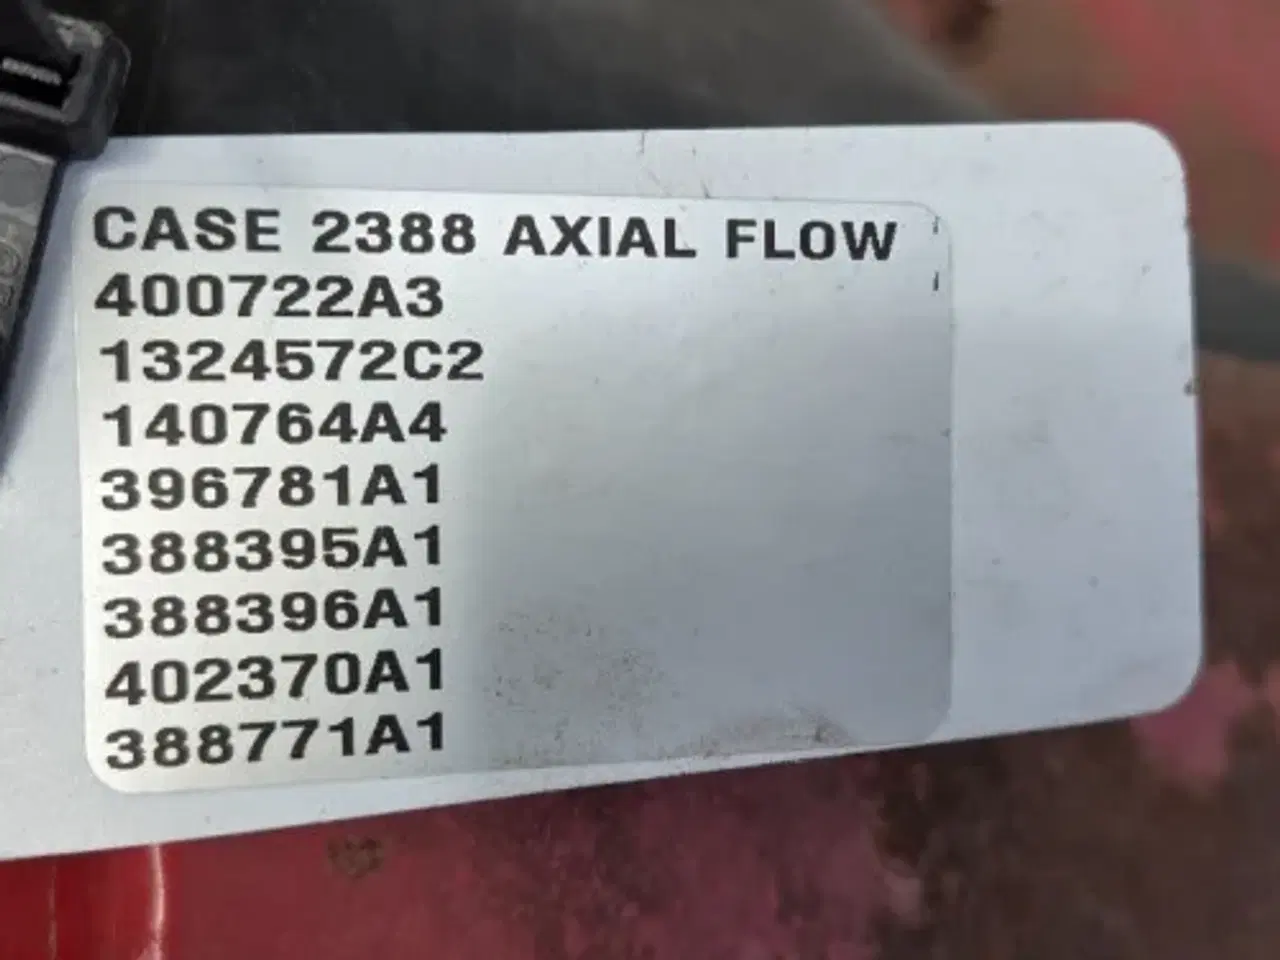 CASE 2388 AXIAL FLOW
400722A3
1324572C2
140764A4
396781A1
388395A1
388396A1
402370A1
388771A1